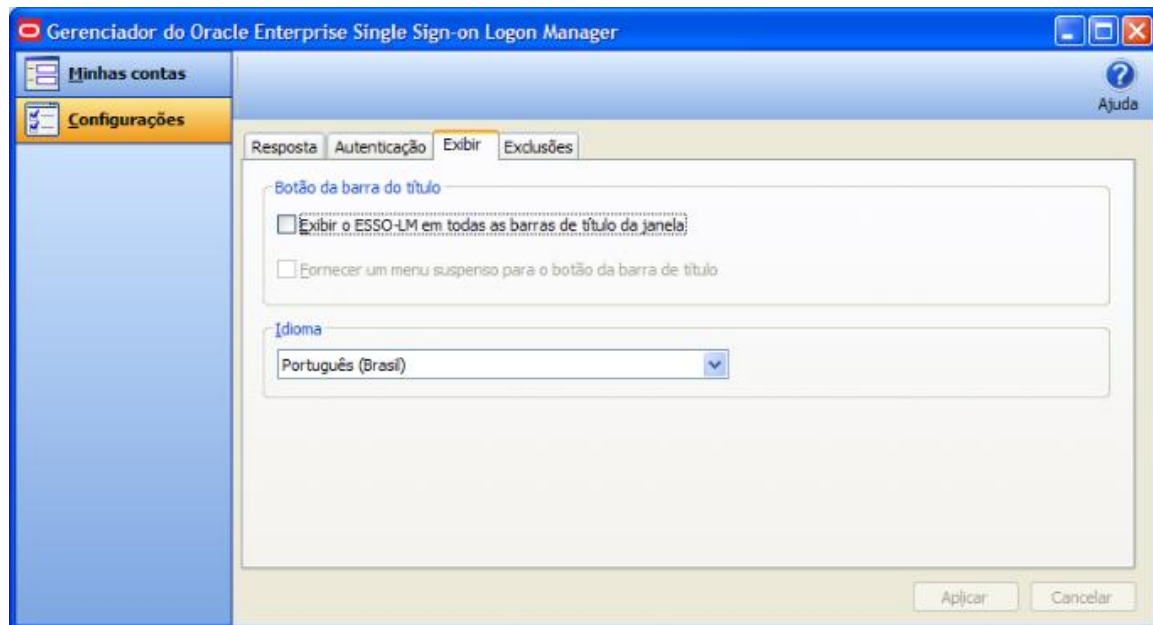 Gerenciador do Oracle Enterprise Single Sign-on Logon Manager
Minhas contas
Configurações
Ajuda
Resposta Autenticação Exibir Exclusões
Botão da barra do título
Exibir o ESSO-LM em todas as barras de título da janela
Fornecer um menu suspenso para o botão da barra de título
Idioma
Português (Brasil)
Aplicar Cancelar